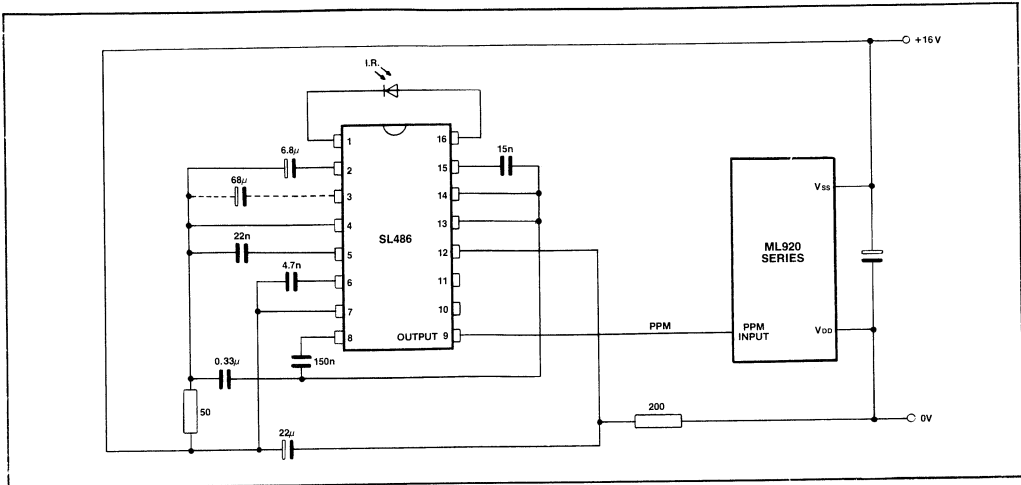 +16V
I.R.
1
16
6.8µ
2
15
15n
68µ
3
14
4
13
SL486
22n
5
12
4.7n
6
11
7
10
8
OUTPUT 9
150n
PPM
0.33µ
50
22µ
200
0V
VSS
ML920
SERIES
PPM
INPUT
VDD